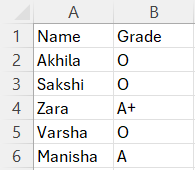 A B
1 Name Grade
2 Akhila O
3 Sakshi O
4 Zara A+
5 Varsha O
6 Manisha A